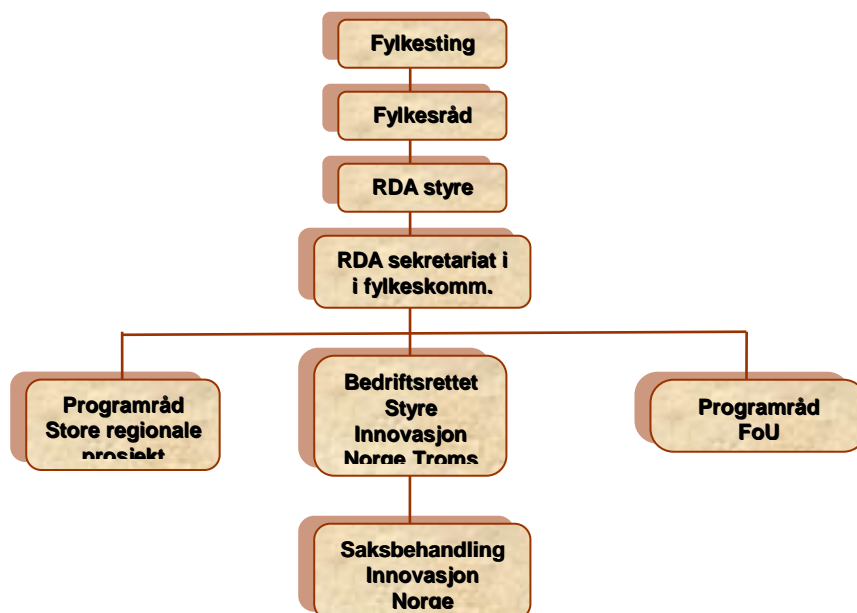 Fylkesting
Fylkesråd
RDA styre
RDA sekretariat i
i fylkeskomm.
Programråd
Store regionale
prosjekt
Bedriftsrettet
Styre
Innovasjon
Norge Troms
Programråd
FoU
Saksbehandling
Innovasjon
Norge